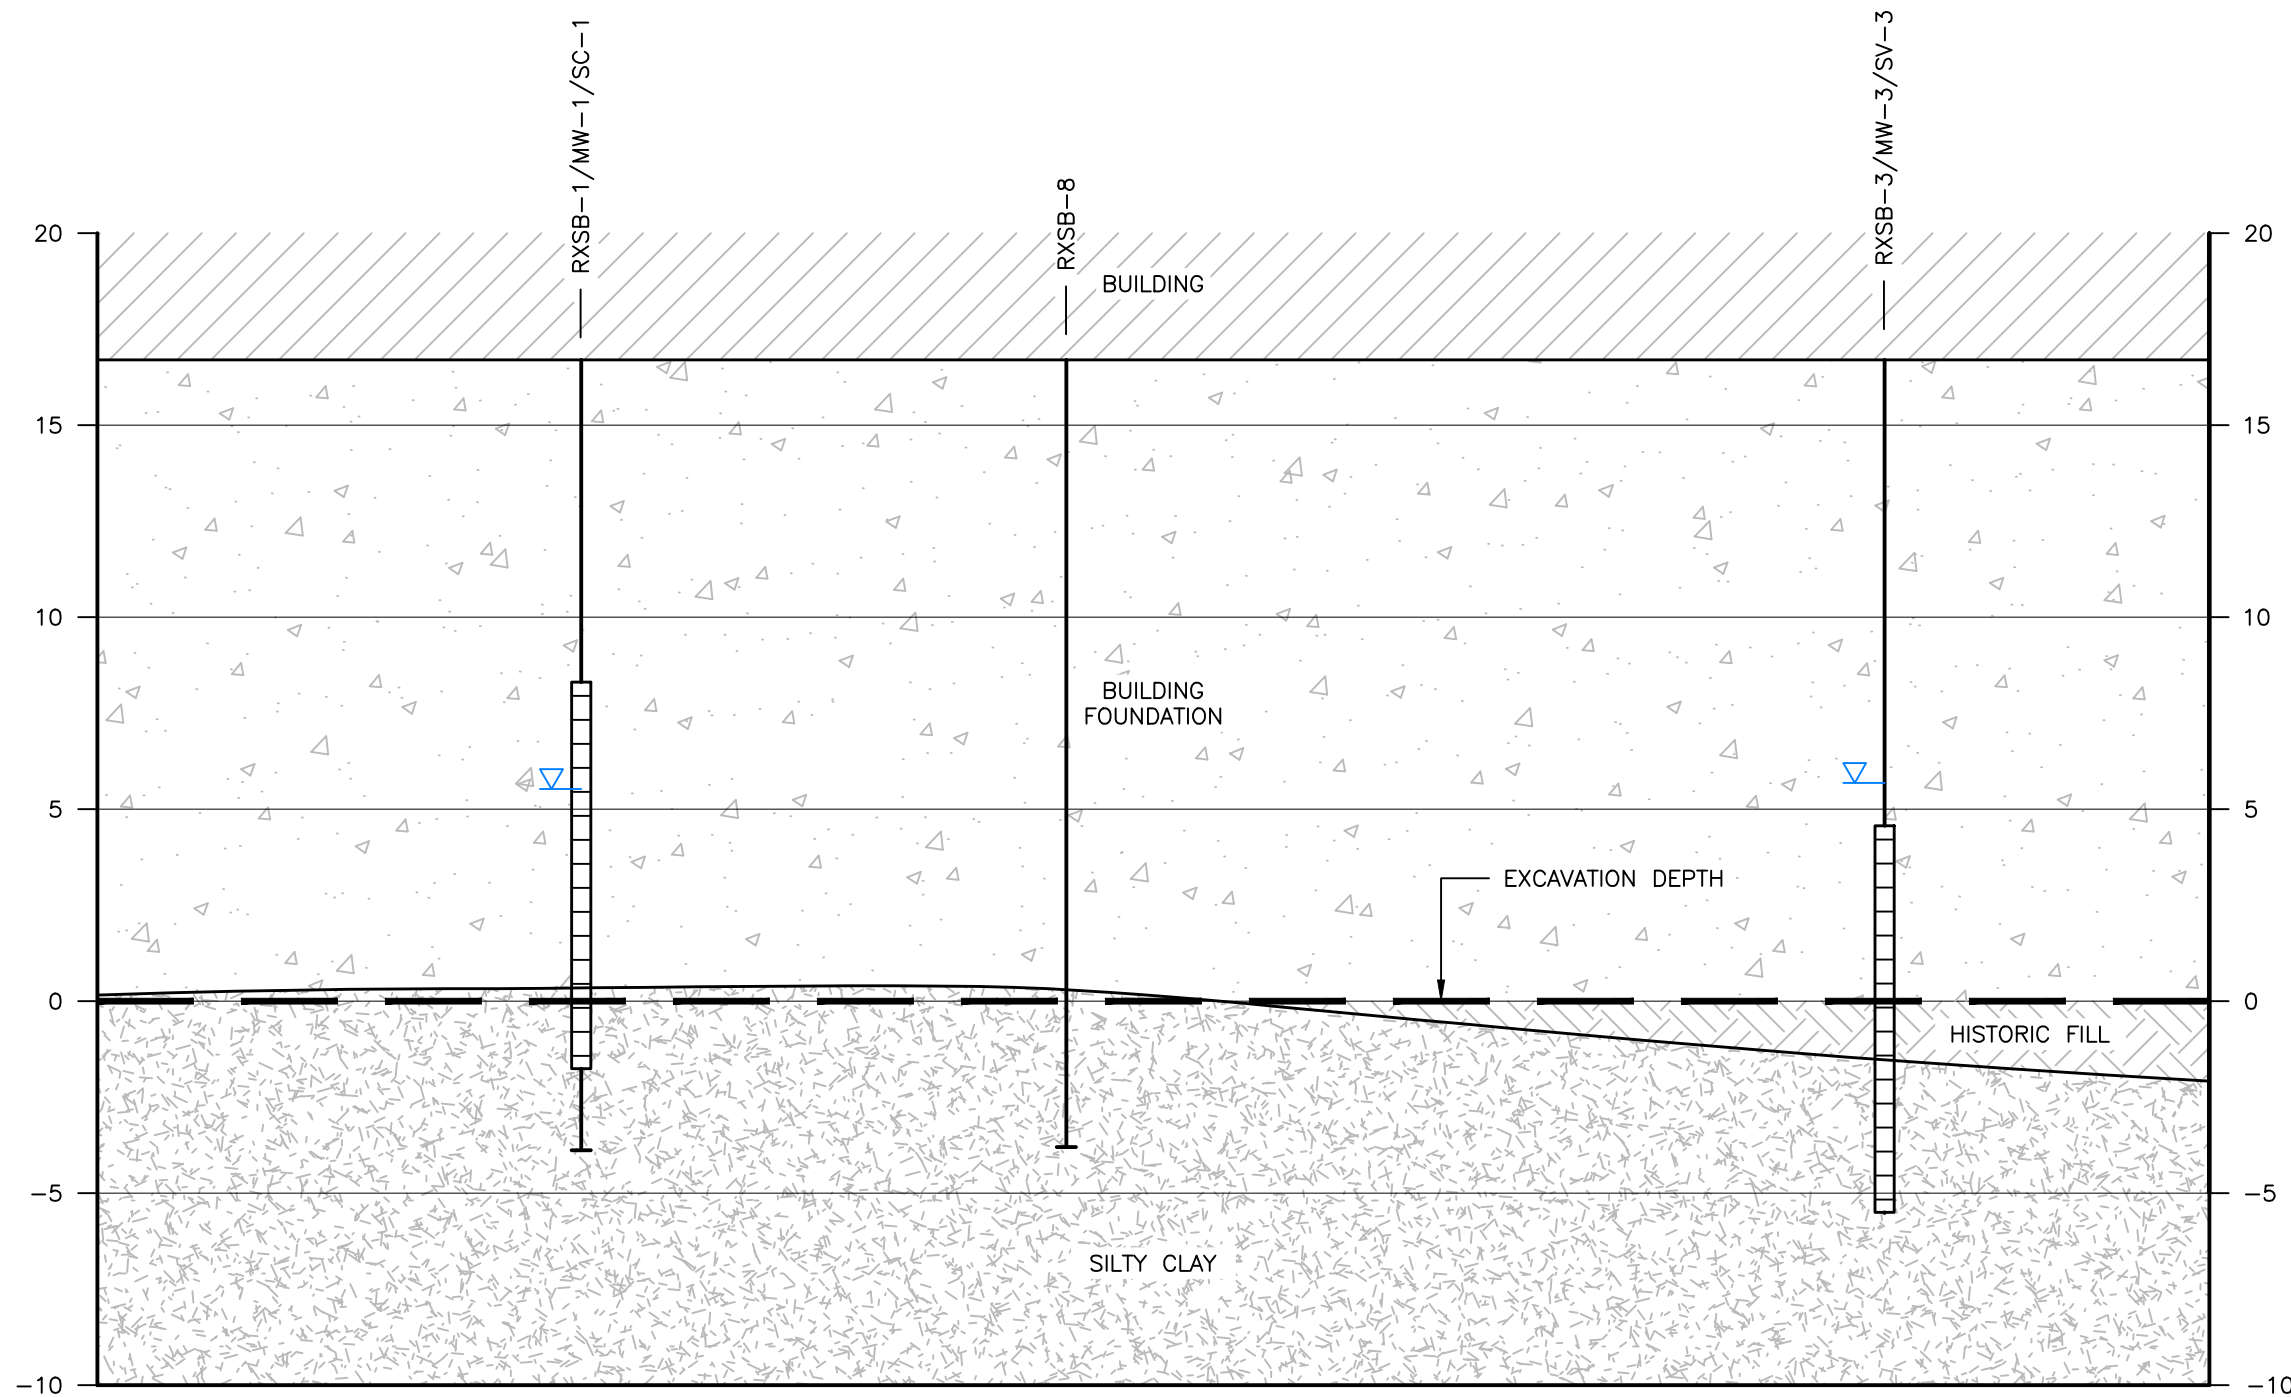 RXSB-1/MW-1/SC-1
RXSB-8
RXSB-3/MW-3/SV-3
20
20
BUILDING
15
15
10
10
BUILDING
FOUNDATION
5
5
EXCAVATION DEPTH
0
0
HISTORIC FILL
-5
-5
SILTY CLAY
-10
-10